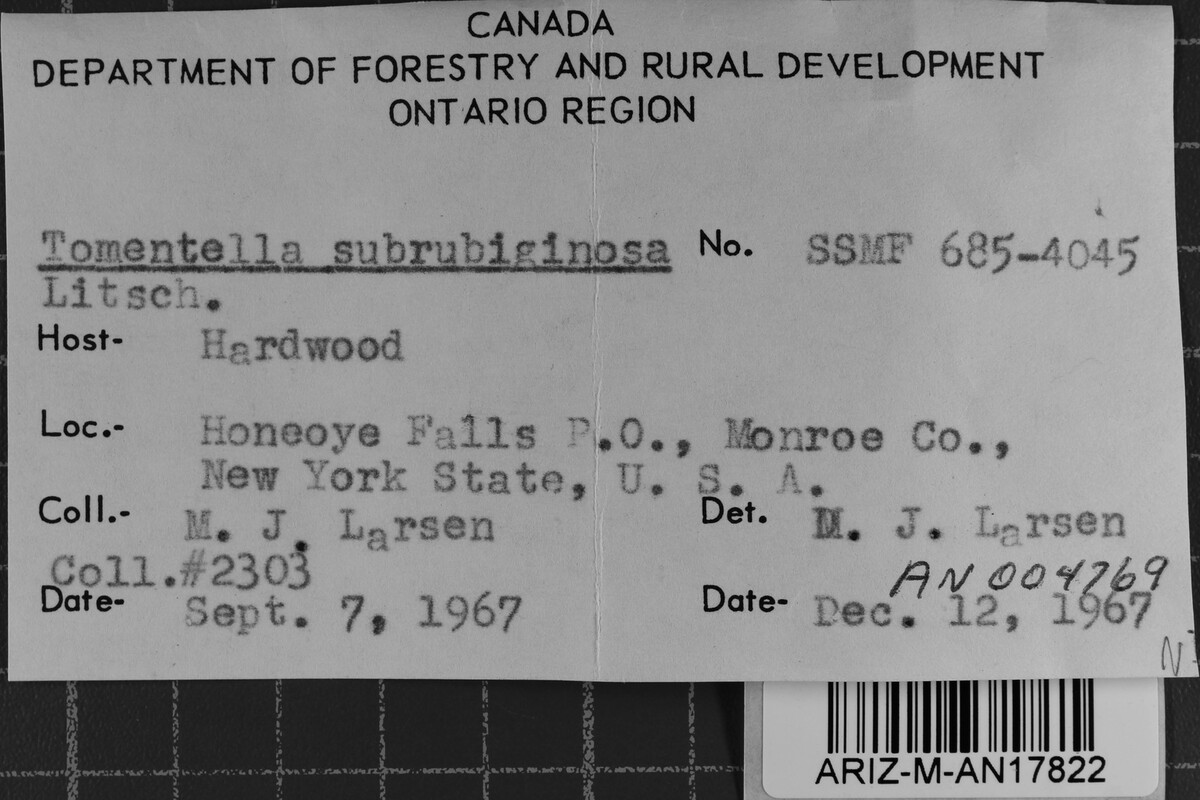 CANADA
DEPARTMENT OF FORESTRY AND RURAL DEVELOPMENT
ONTARIO REGION
Tomentella subrubiginosa No. SSMF 685-4045
Litsch.
Host- Hardwood
Loc.- Honeoye Falls P.O., Monroe Co.,
New York State, U. S. A.
Coll.- M. J. Larsen Det. M. J. Larsen
Coll.#2303 AN 004769
Date- Sept. 7, 1967 Date- Dec. 12, 1967
ARIZ-M-AN17822